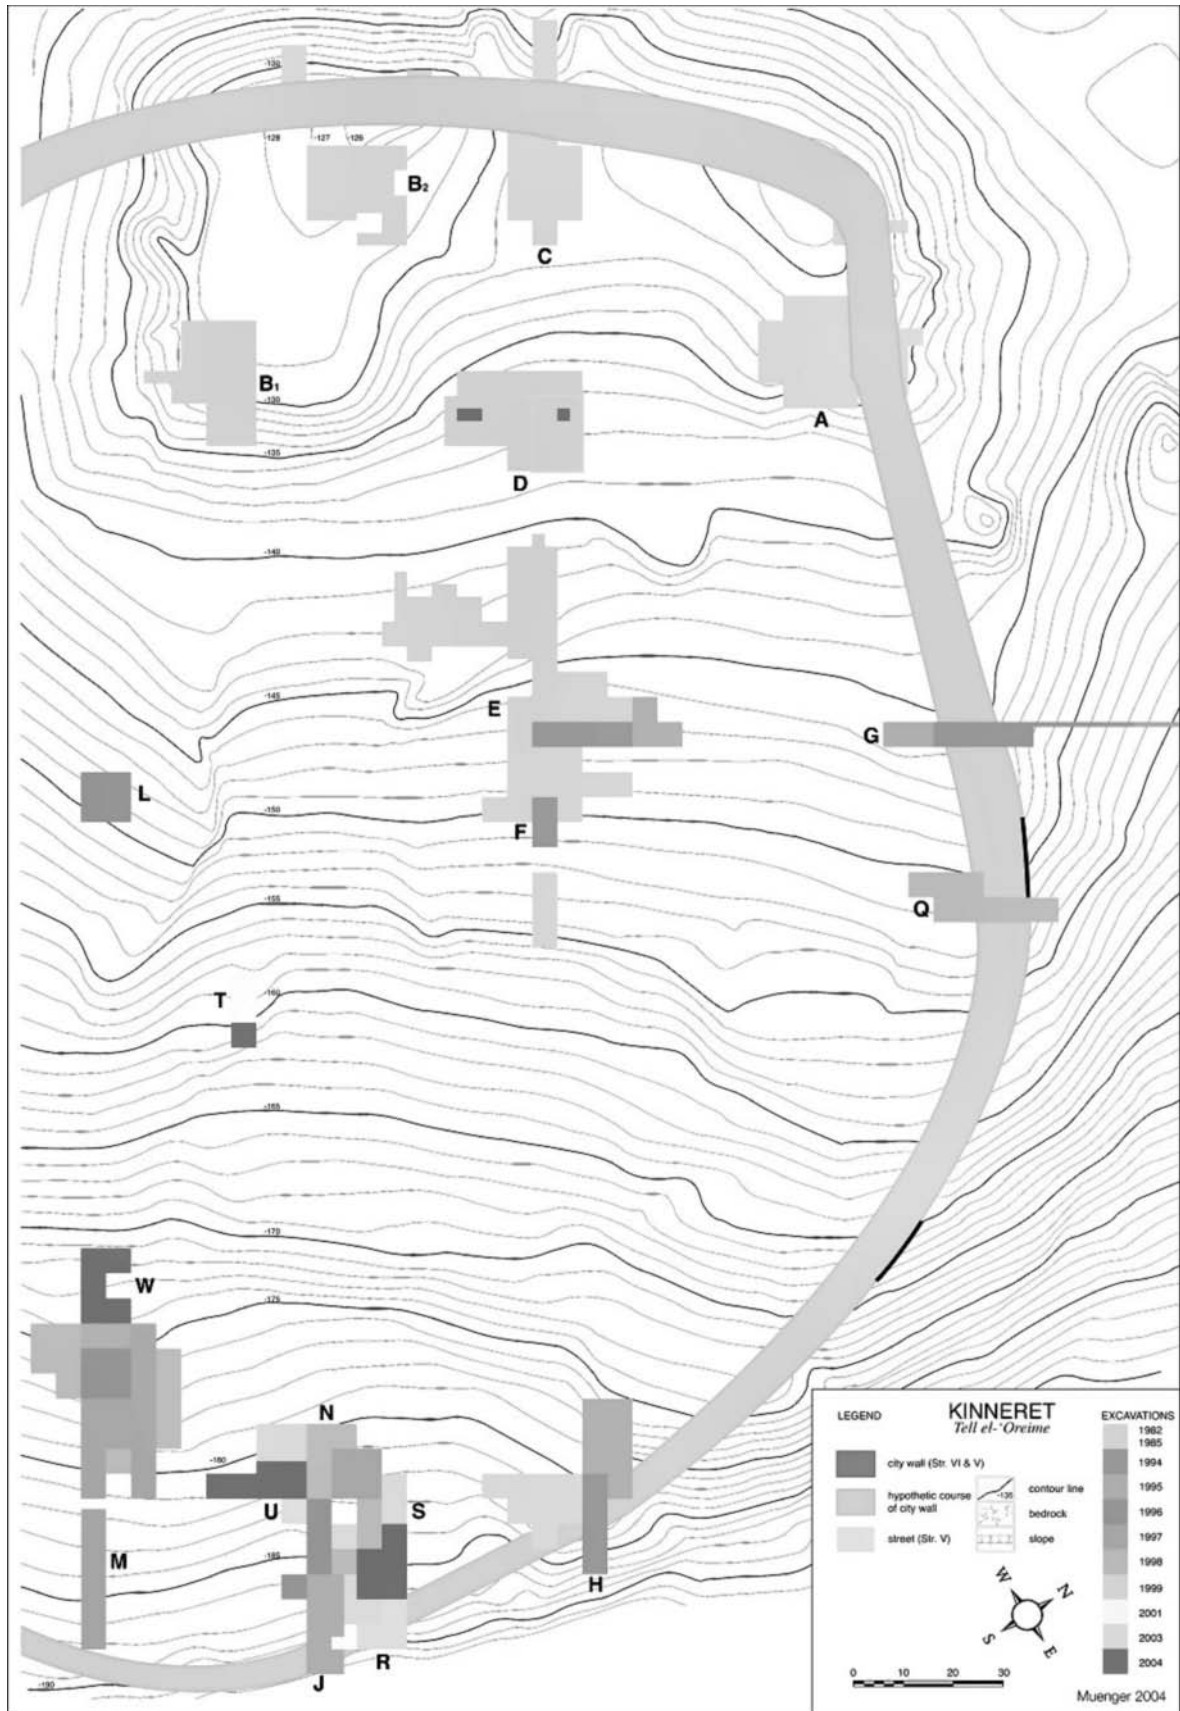 -130
-128
-127
-126
B2
C
B1
-130
A
-135
D
-140
-145
E
G
L
-150
F
-155
Q
T
-160
-165
-170
W
-175
N
-180
U
S
-185
M
H
R
J
-190
LEGEND
KINNERET
Tell el-‘Oreime
EXCAVATIONS
1982
1985
city wall (Str. VI & V)
1994
hypothetic course
of city wall
-135
contour line
1995
bedrock
1996
street (Str. V)
slope
1997
1998
1999
2001
2003
2004
W
N
S
E
0 10 20 30
Muenger 2004